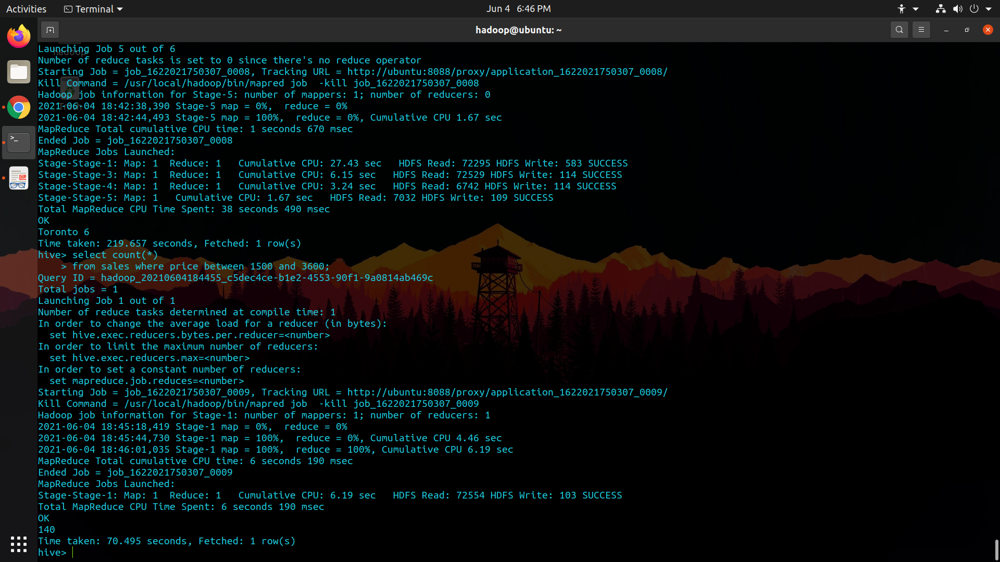 Activities
Terminal
Jun 4 6:46 PM
hadoop@ubuntu: ~
hadoop
Trash
Launching Job 5 out of 6
Number of reduce tasks is set to 0 since there's no reduce operator
Starting Job = job_1622021750307_0008, Tracking URL = http://ubuntu:8088/proxy/application_1622021750307_0008/
Kill Command = /usr/local/hadoop/bin/mapred job  -kill job_1622021750307_0008
Hadoop job information for Stage-5: number of mappers: 1; number of reducers: 0
2021-06-04 18:42:38,390 Stage-5 map = 0%,  reduce = 0%
2021-06-04 18:42:44,493 Stage-5 map = 100%,  reduce = 0%, Cumulative CPU 1.67 sec
MapReduce Total cumulative CPU time: 1 seconds 670 msec
Ended Job = job_1622021750307_0008
MapReduce Jobs Launched:
Stage-Stage-1: Map: 1  Reduce: 1   Cumulative CPU: 27.43 sec   HDFS Read: 72295 HDFS Write: 583 SUCCESS
Stage-Stage-3: Map: 1  Reduce: 1   Cumulative CPU: 6.15 sec   HDFS Read: 72529 HDFS Write: 114 SUCCESS
Stage-Stage-4: Map: 1  Reduce: 1   Cumulative CPU: 3.24 sec   HDFS Read: 6742 HDFS Write: 114 SUCCESS
Stage-Stage-5: Map: 1   Cumulative CPU: 1.67 sec   HDFS Read: 7032 HDFS Write: 109 SUCCESS
Total MapReduce CPU Time Spent: 38 seconds 490 msec
OK
Toronto 6
Time taken: 219.657 seconds, Fetched: 1 row(s)
hive> select count(*)
    > from sales where price between 1500 and 3600;
Query ID = hadoop_20210604184455_c5dec4ce-b1e2-4553-90f1-9a0814ab469c
Total jobs = 1
Launching Job 1 out of 1
Number of reduce tasks determined at compile time: 1
In order to change the average load for a reducer (in bytes):
  set hive.exec.reducers.bytes.per.reducer=<number>
In order to limit the maximum number of reducers:
  set hive.exec.reducers.max=<number>
In order to set a constant number of reducers:
  set mapreduce.job.reduces=<number>
Starting Job = job_1622021750307_0009, Tracking URL = http://ubuntu:8088/proxy/application_1622021750307_0009/
Kill Command = /usr/local/hadoop/bin/mapred job  -kill job_1622021750307_0009
Hadoop job information for Stage-1: number of mappers: 1; number of reducers: 1
2021-06-04 18:45:18,419 Stage-1 map = 0%,  reduce = 0%
2021-06-04 18:45:44,730 Stage-1 map = 100%,  reduce = 0%, Cumulative CPU 4.46 sec
2021-06-04 18:46:01,035 Stage-1 map = 100%,  reduce = 100%, Cumulative CPU 6.19 sec
MapReduce Total cumulative CPU time: 6 seconds 190 msec
Ended Job = job_1622021750307_0009
MapReduce Jobs Launched:
Stage-Stage-1: Map: 1  Reduce: 1   Cumulative CPU: 6.19 sec   HDFS Read: 72554 HDFS Write: 103 SUCCESS
Total MapReduce CPU Time Spent: 6 seconds 190 msec
OK
140
Time taken: 70.495 seconds, Fetched: 1 row(s)
hive>